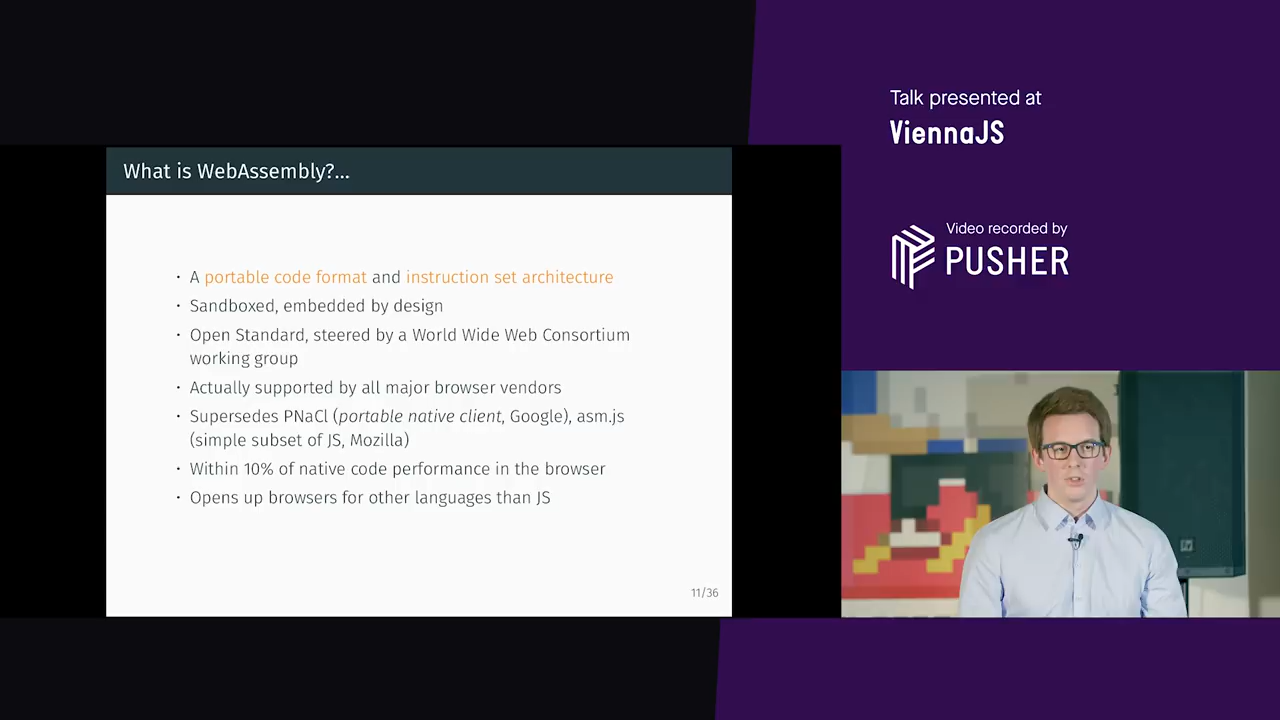 What is WebAssembly?...
· A portable code format and instruction set architecture
· Sandboxed, embedded by design
· Open Standard, steered by a World Wide Web Consortium
working group
· Actually supported by all major browser vendors
· Supersedes PNaCl (portable native client, Google), asm.js
(simple subset of JS, Mozilla)
· Within 10% of native code performance in the browser
· Opens up browsers for other languages than JS
11/36
Talk presented at
ViennaJS
Video recorded by
PUSHER